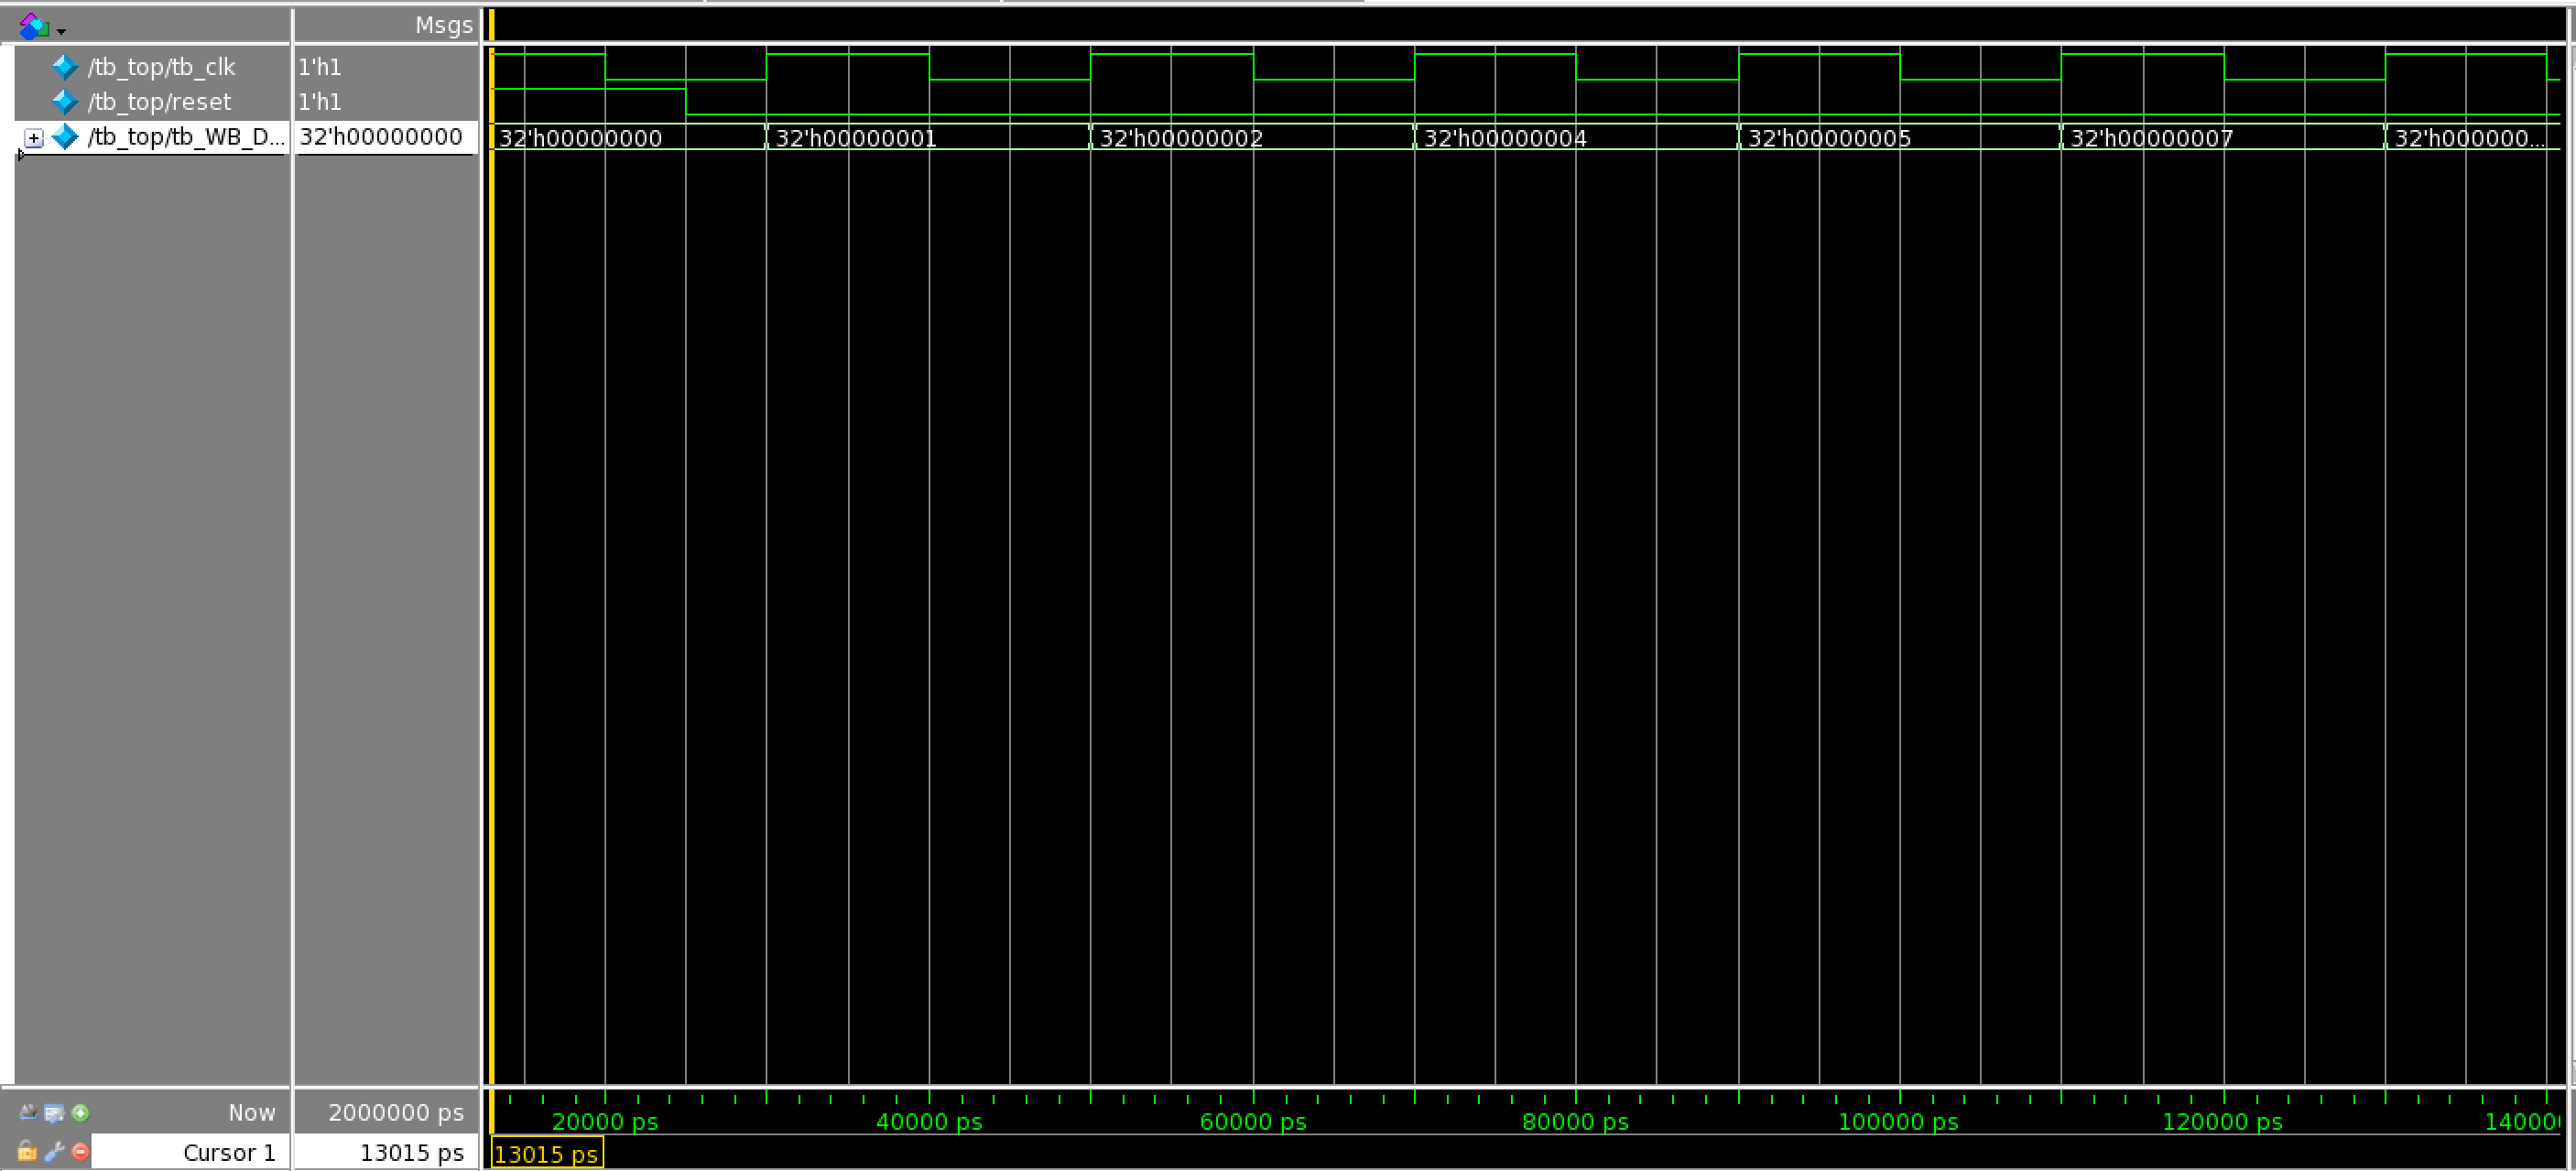 Msgs
/tb_top/tb_clk 1'h1
/tb_top/reset 1'h1
/tb_top/tb_WB_D... 32'h00000000 32'h00000000 32'h00000001 32'h00000002 32'h00000004 32'h00000005 32'h00000007 32'h000000...
Now 2000000 ps 20000 ps 40000 ps 60000 ps 80000 ps 100000 ps 120000 ps 14000
Cursor 1 13015 ps 13015 ps